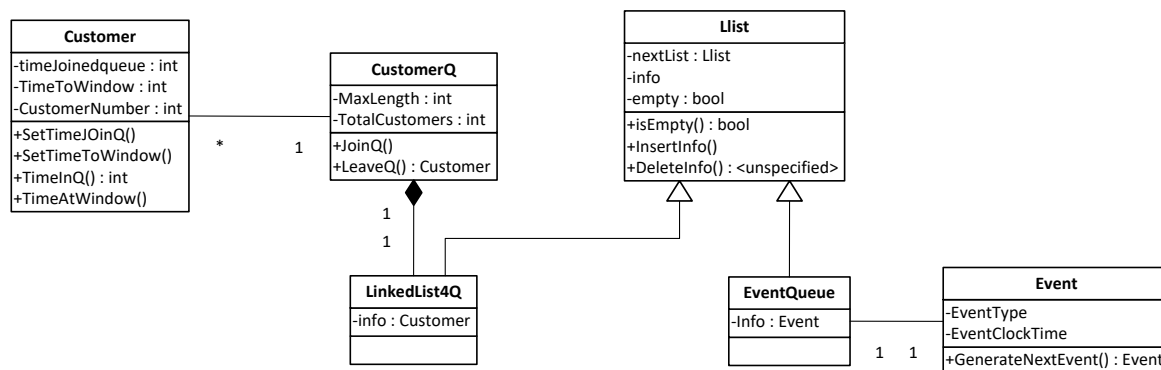 Customer
-timeJoinedqueue : int
-TimeToWindow : int
-CustomerNumber : int
+SetTimeJOinQ()
+SetTimeToWindow()
+TimeInQ() : int
+TimeAtWindow()
*
1
CustomerQ
-MaxLength : int
-TotalCustomers : int
+JoinQ()
+LeaveQ() : Customer
1
1
Llist
-nextList : Llist
-info
-empty : bool
+isEmpty() : bool
+InsertInfo()
+DeleteInfo() : <unspecified>
LinkedList4Q
-info : Customer
EventQueue
-Info : Event
1
1
Event
-EventType
-EventClockTime
+GenerateNextEvent() : Event